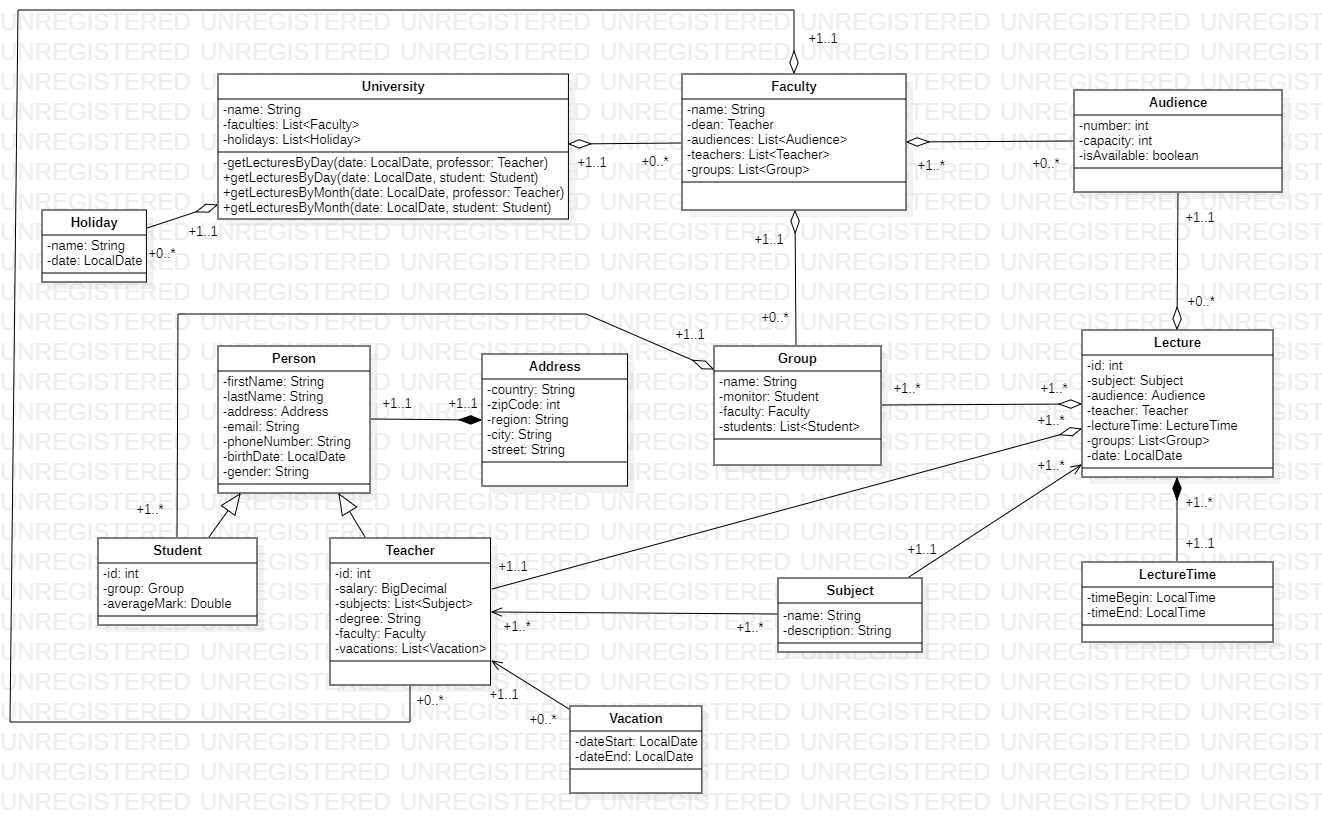 +1..1
University
-name: String
-faculties: List<Faculty>
-holidays: List<Holiday>
-getLecturesByDay(date: LocalDate, professor: Teacher)
+getLecturesByDay(date: LocalDate, student: Student)
+getLecturesByMonth(date: LocalDate, professor: Teacher)
+getLecturesByMonth(date: LocalDate, student: Student)
+1..1
+0..*
Faculty
-name: String
-dean: Teacher
-audiences: List<Audience>
-teachers: List<Teacher>
-groups: List<Group>
+1..*
+0..*
Audience
-number: int
-capacity: int
-isAvailable: boolean
Holiday
-name: String
-date: LocalDate
+1..1
+0..*
+1..1
+0..*
+1..1
+0..*
+1..1
Person
-firstName: String
-lastName: String
-address: Address
-email: String
-phoneNumber: String
-birthDate: LocalDate
-gender: String
+1..1
+1..1
Address
-country: String
-zipCode: int
-region: String
-city: String
-street: String
Group
-name: String
-monitor: Student
-faculty: Faculty
-students: List<Student>
+1..*
+1..*
+1..*
+1..*
Lecture
-id: int
-subject: Subject
-audience: Audience
-teacher: Teacher
-lectureTime: LectureTime
-groups: List<Group>
-date: LocalDate
+1..*
+1..1
+1..*
Student
-id: int
-group: Group
-averageMark: Double
Teacher
-id: int
-salary: BigDecimal
-subjects: List<Subject>
-degree: String
-faculty: Faculty
-vacations: List<Vacation>
+1..1
+1..*
+1..*
+1..1
Subject
-name: String
-description: String
LectureTime
-timeBegin: LocalTime
-timeEnd: LocalTime
+0..*
+1..1
+0..*
Vacation
-dateStart: LocalDate
-dateEnd: LocalDate
UNREGISTERED UNREGISTERED UNREGISTERED UNREGISTERED UNREGISTERED UNREGISTERED